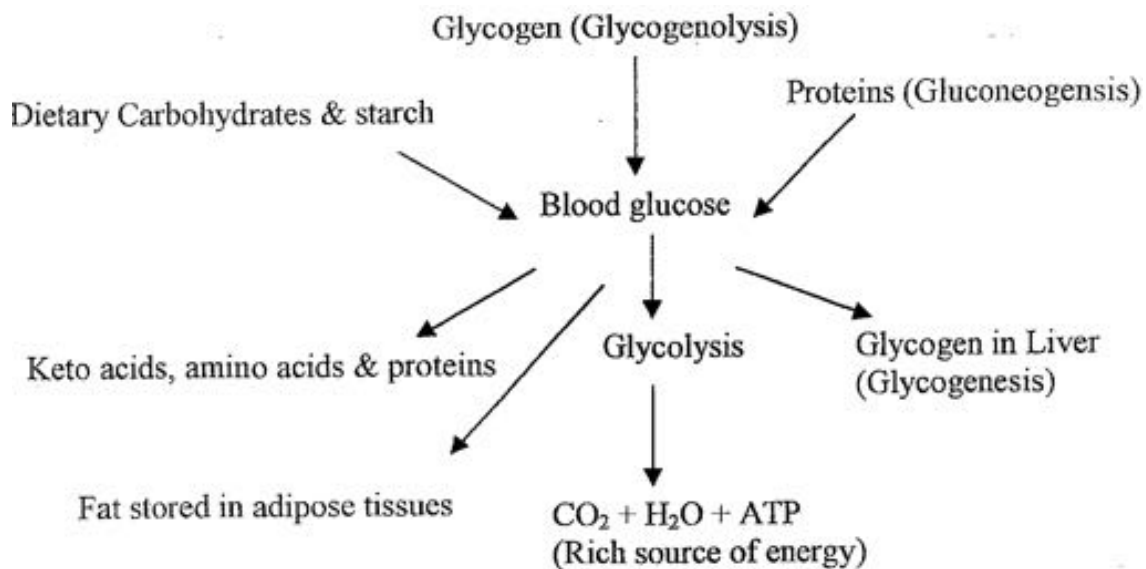 Glycogen (Glycogenolysis)
Proteins (Gluconeogensis)
Dietary Carbohydrates & starch
Blood glucose
Glycolysis
Glycogen in Liver
(Glycogenesis)
Keto acids, amino acids & proteins
Fat stored in adipose tissues
CO₂ + H₂O + ATP
(Rich source of energy)